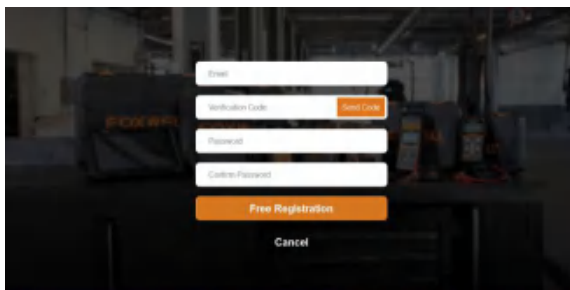 Email
Verification Code
Send Code
Password
Confirm Password
Free Registration
Cancel